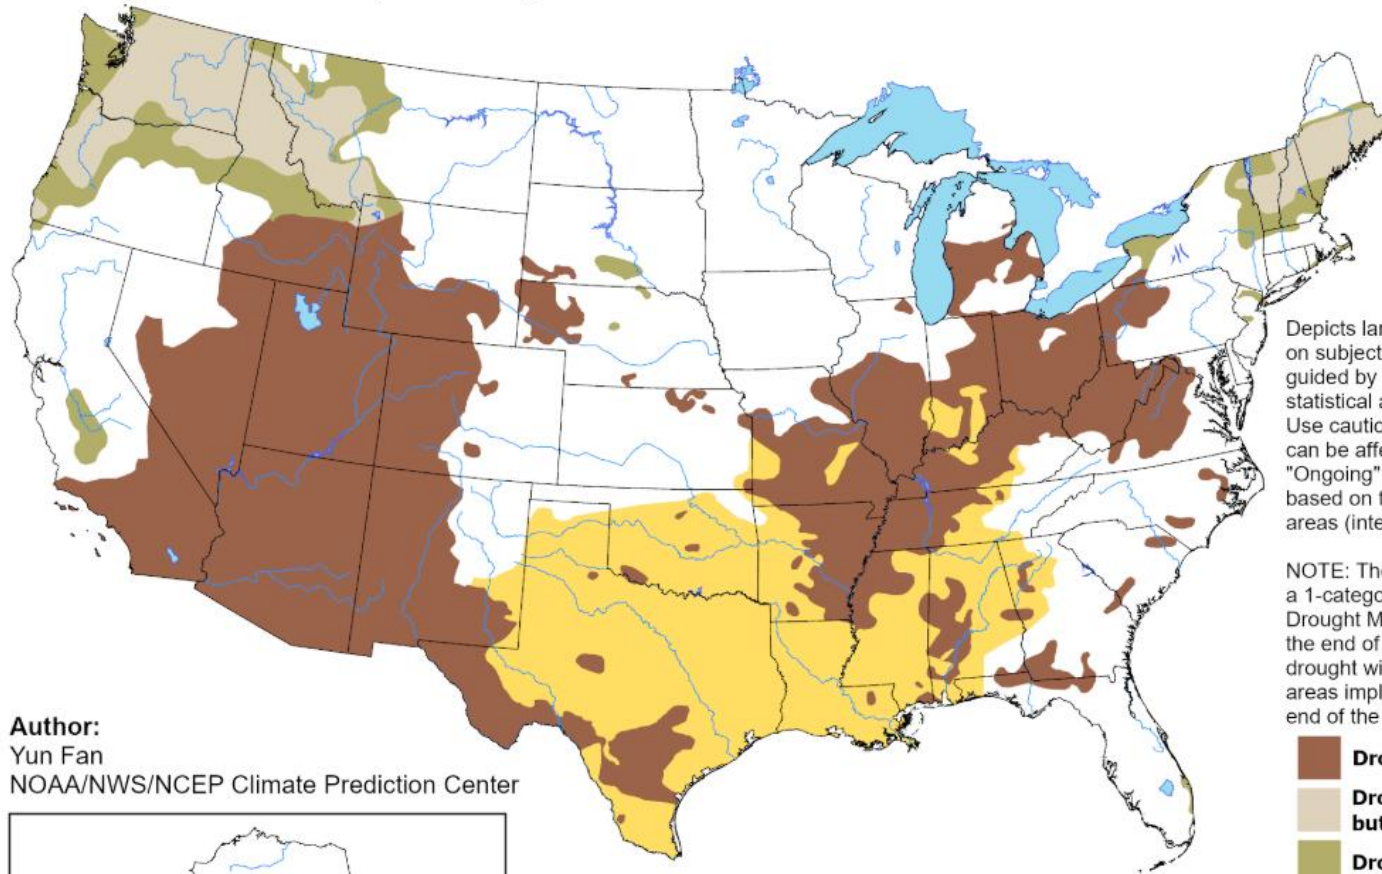 Depicts lar
on subject
guided by
statistical a
Use cautio
can be affe
"Ongoing"
based on t
areas (inte
NOTE: The
a 1-catego
Drought M
the end of
drought wi
areas impl
end of the
Author:
Yun Fan
NOAA/NWS/NCEP Climate Prediction Center
Dro
Dro
but
Dro